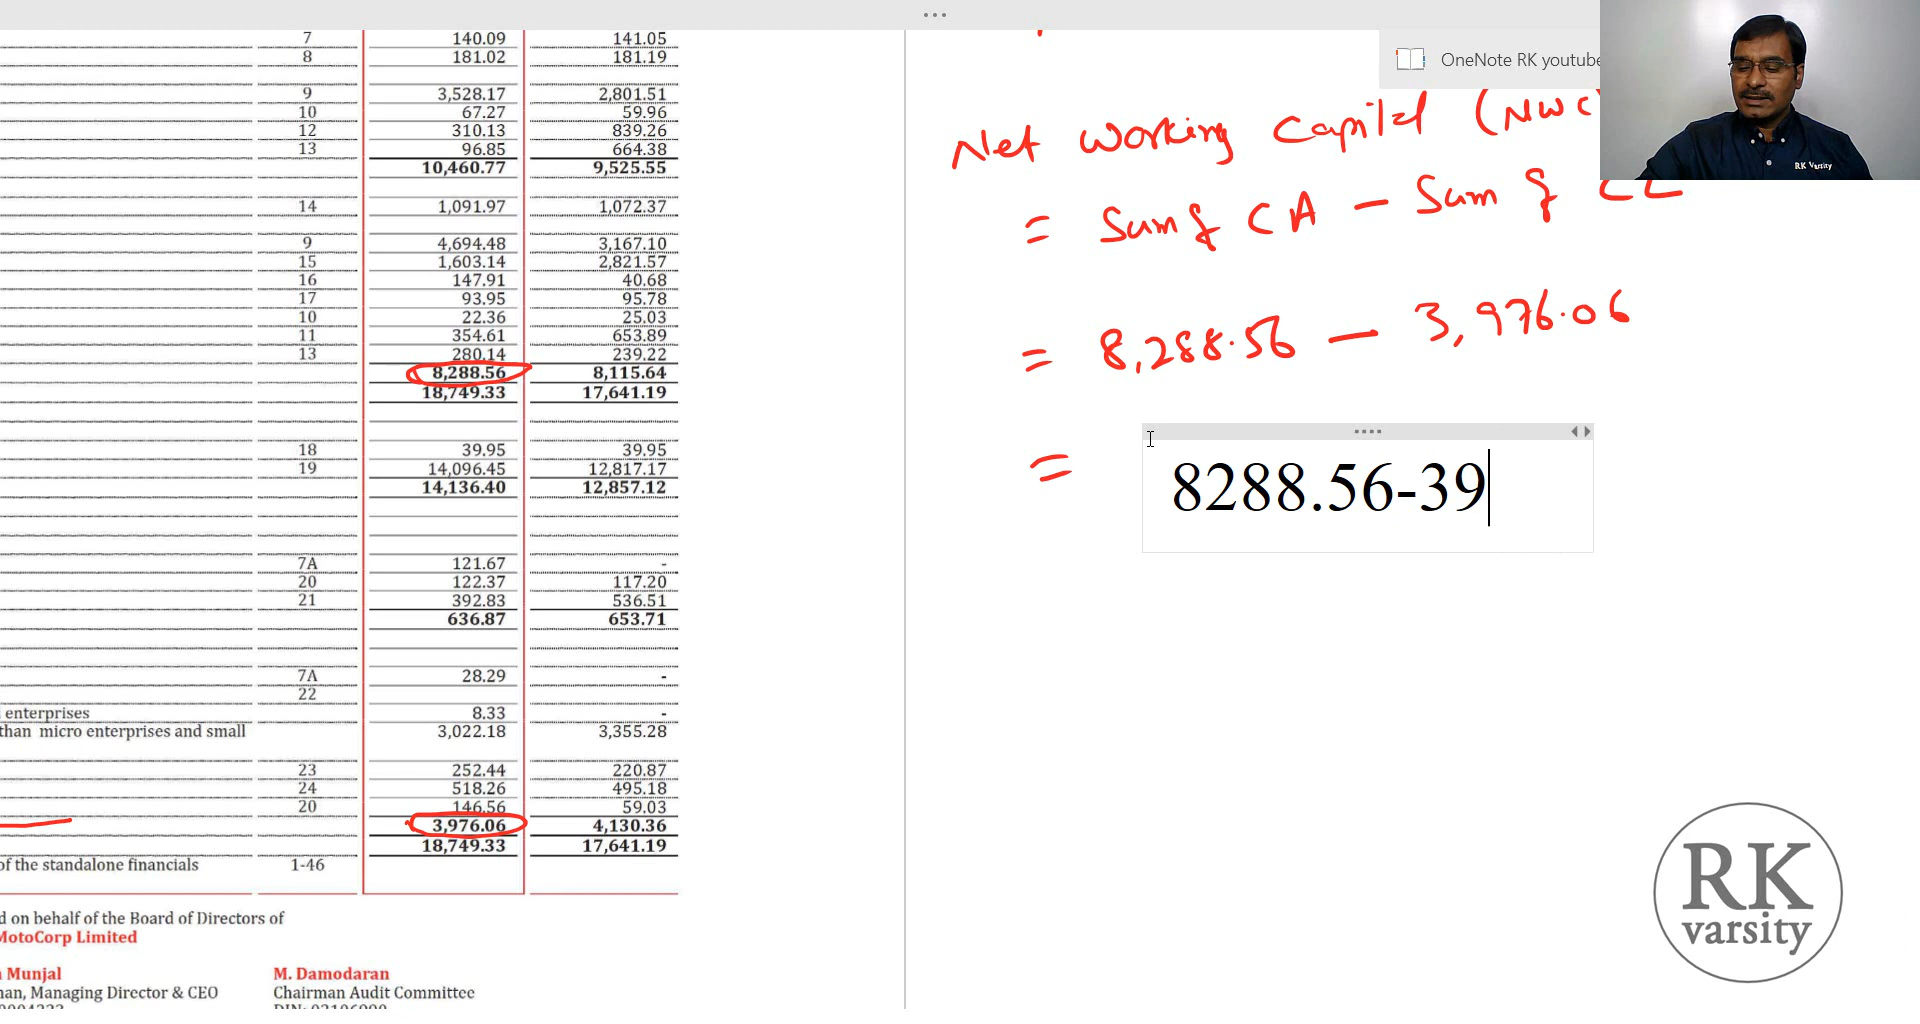 7 140.09 141.05
8 181.02 181.19
9 3,528.17 2,801.51
10 67.27 59.96
12 310.13 839.26
13 96.85 664.38
10,460.77 9,525.55
14 1,091.97 1,072.37
9 4,694.48 3,167.10
15 1,603.14 2,821.57
16 147.91 40.68
17 93.95 95.78
10 22.36 25.03
11 354.61 653.89
13 280.14 239.22
8,288.56 8,115.64
18,749.33 17,641.19
18 39.95 39.95
19 14,096.45 12,817.17
14,136.40 12,857.12
7A 121.67 -
20 122.37 117.20
21 392.83 536.51
636.87 653.71
7A 28.29 -
22
enterprises 8.33 -
than micro enterprises and small 3,022.18 3,355.28
23 252.44 220.87
24 518.26 495.18
20 146.56 59.03
3,976.06 4,130.36
18,749.33 17,641.19
of the standalone financials 1-46
d on behalf of the Board of Directors of
MotoCorp Limited
Munjal M. Damodaran
man, Managing Director & CEO Chairman Audit Committee
OneNote RK youtube
Net Working Capital (NWC
= Sum of CA - Sum of CL
= 8,288.56 - 3,976.06
=
8288.56-39
RK Varsity
RK
varsity